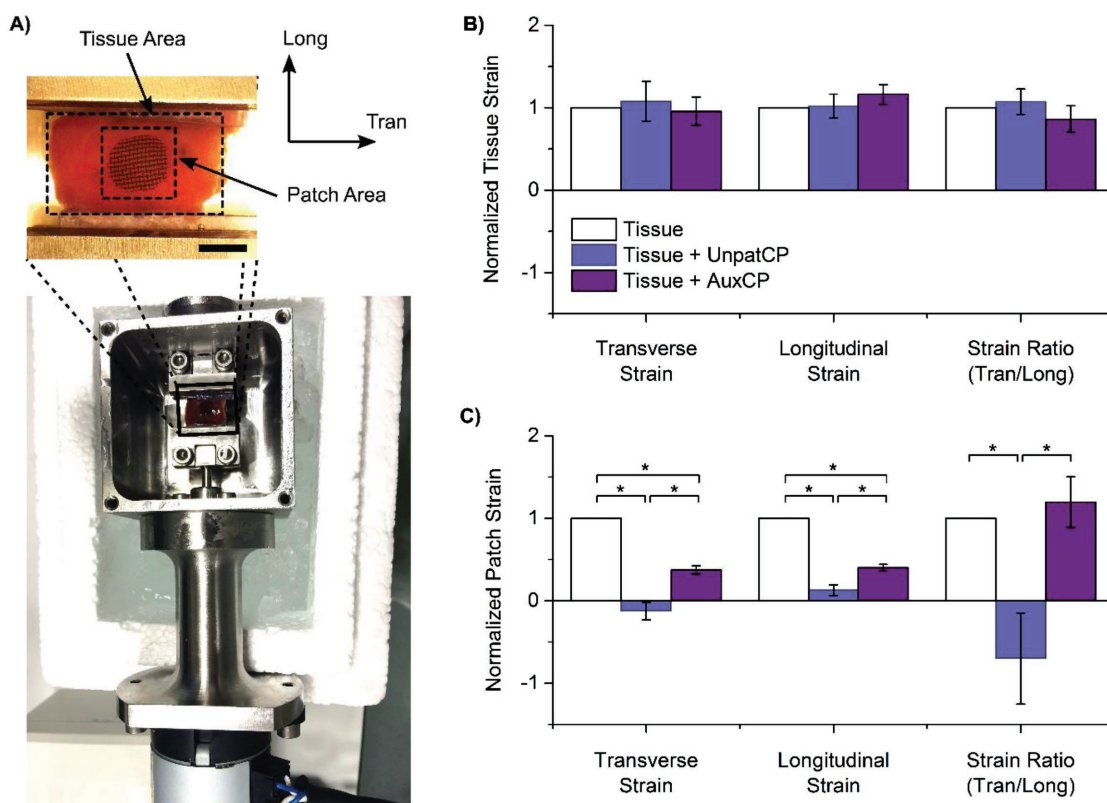 A)
Tissue Area
Long
Tran
Patch Area
B)
Normalized Tissue Strain
2
1
0
-1
Tissue
Tissue + UnpatCP
Tissue + AuxCP
Transverse
Strain
Longitudinal
Strain
Strain Ratio
(Tran/Long)
C)
Normalized Patch Strain
2
1
0
-1
* * * * * * * *
Transverse
Strain
Longitudinal
Strain
Strain Ratio
(Tran/Long)